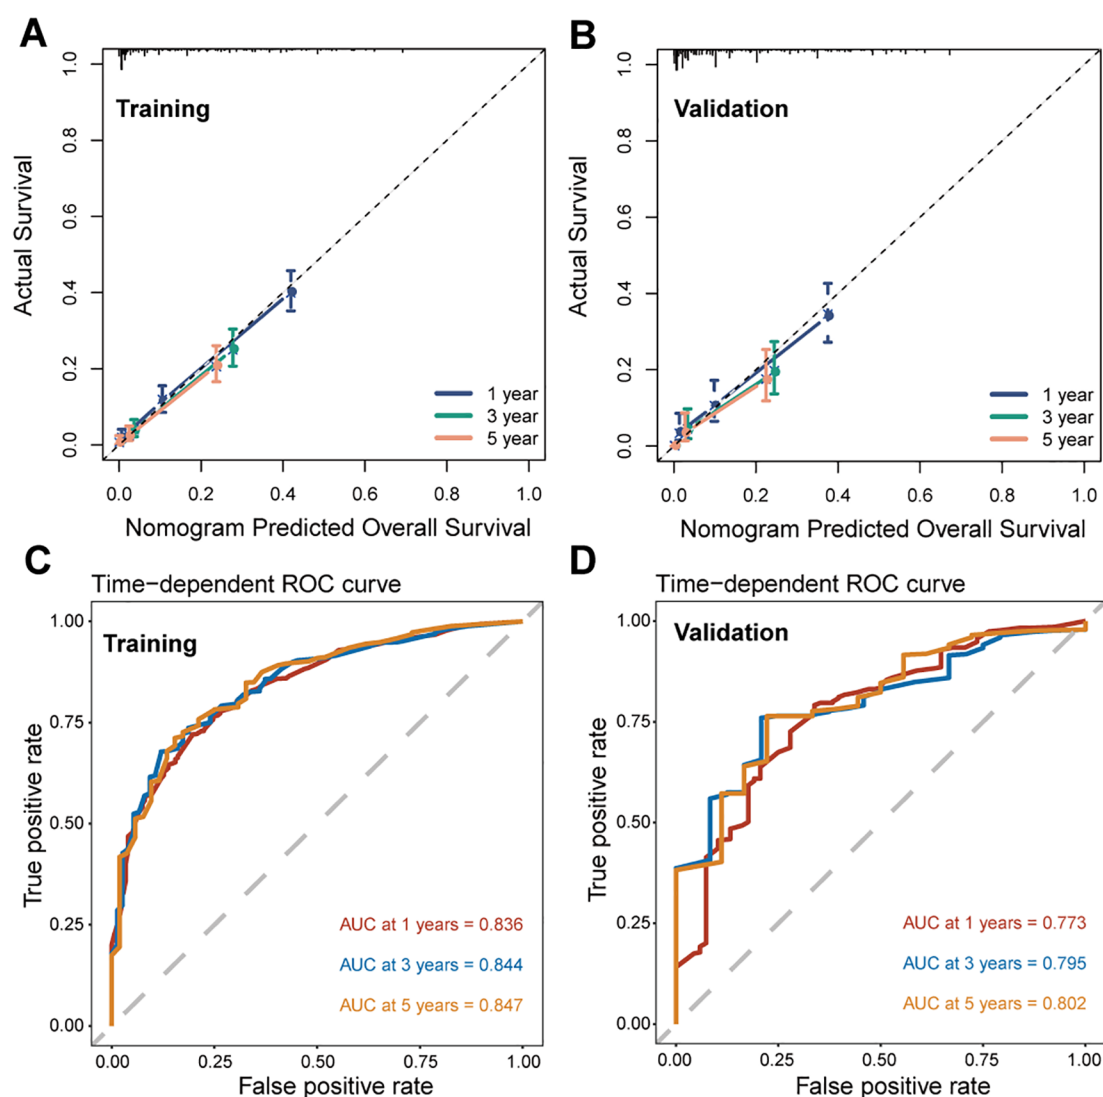 A
B
Training
Validation
Actual Survival
1.0
0.8
0.6
0.4
0.2
0.0
1 year
3 year
5 year
0.0 0.2 0.4 0.6 0.8 1.0
Nomogram Predicted Overall Survival
Actual Survival
1.0
0.8
0.6
0.4
0.2
0.0
1 year
3 year
5 year
0.0 0.2 0.4 0.6 0.8 1.0
Nomogram Predicted Overall Survival
C
Time−dependent ROC curve
Training
True positive rate
1.00
0.75
0.50
0.25
0.00
AUC at 1 years = 0.836
AUC at 3 years = 0.844
AUC at 5 years = 0.847
0.00 0.25 0.50 0.75 1.00
False positive rate
D
Time−dependent ROC curve
Validation
True positive rate
1.00
0.75
0.50
0.25
0.00
AUC at 1 years = 0.773
AUC at 3 years = 0.795
AUC at 5 years = 0.802
0.00 0.25 0.50 0.75 1.00
False positive rate